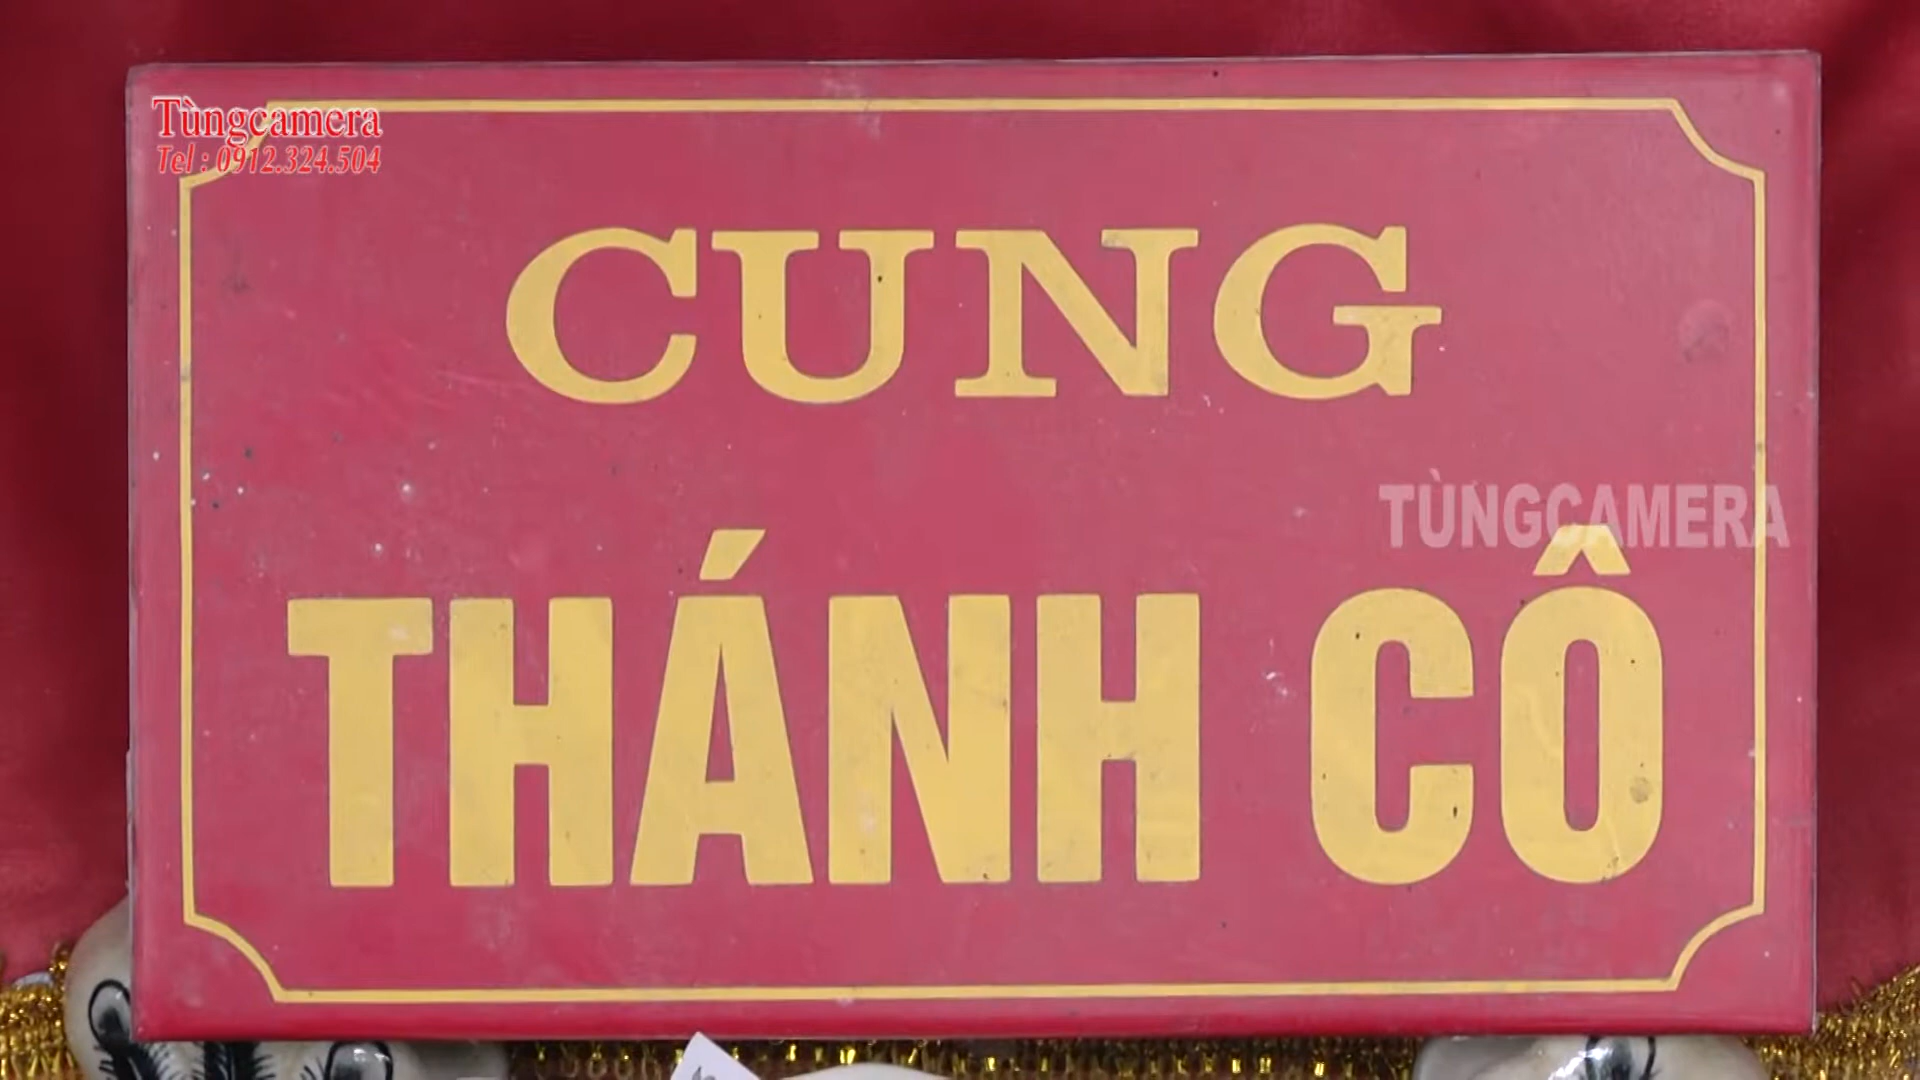 Tùngcamera
Tel : 0912.324.504
CUNG
TÙNGCAMERA
THÁNH CÔ